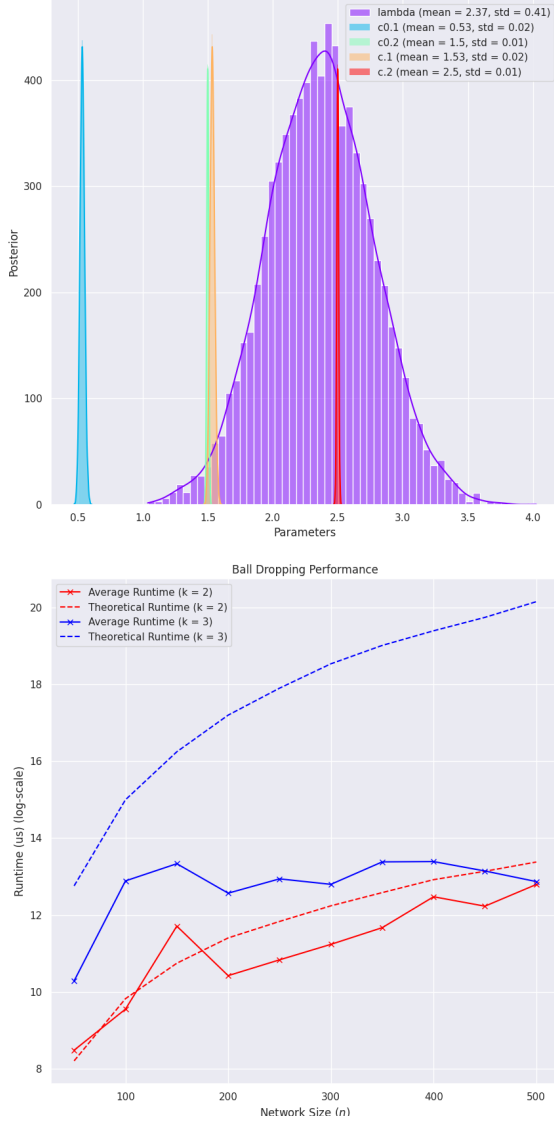 lambda (mean = 2.37, std = 0.41)
c0.1 (mean = 0.53, std = 0.02)
c0.2 (mean = 1.5, std = 0.01)
c.1 (mean = 1.53, std = 0.02)
c.2 (mean = 2.5, std = 0.01)
400
300
200
100
0
Posterior
0.5 1.0 1.5 2.0 2.5 3.0 3.5 4.0
Parameters
Ball Dropping Performance
Average Runtime (k = 2)
Theoretical Runtime (k = 2)
Average Runtime (k = 3)
Theoretical Runtime (k = 3)
20
18
16
14
12
10
8
Runtime (us) (log-scale)
100 200 300 400 500
Network Size (n)